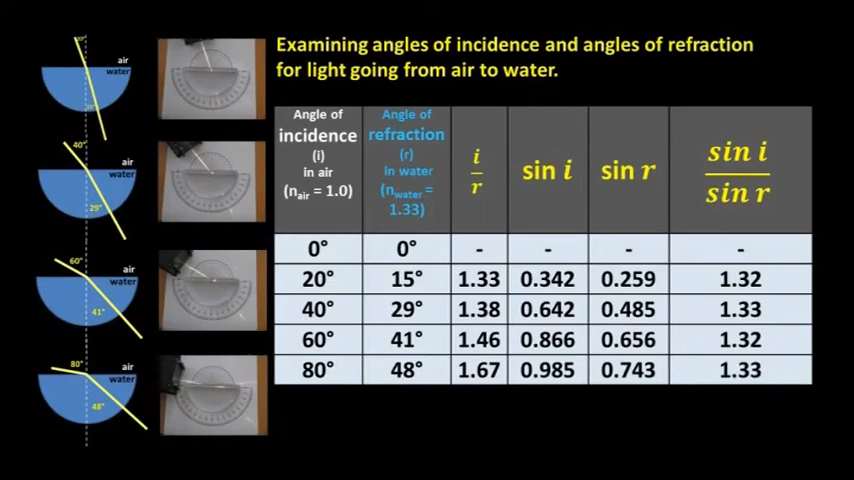 Examining angles of incidence and angles of refraction
for light going from air to water.
20°
air
water
15°
40°
air
water
29°
60°
air
water
41°
80°
air
water
48°
Angle of incidence (i) in air (nair = 1.0) Angle of refraction (r) in water (nwater = 1.33) i/r sin i sin r sin i/sin r
0° 0° - - - -
20° 15° 1.33 0.342 0.259 1.32
40° 29° 1.38 0.642 0.485 1.33
60° 41° 1.46 0.866 0.656 1.32
80° 48° 1.67 0.985 0.743 1.33